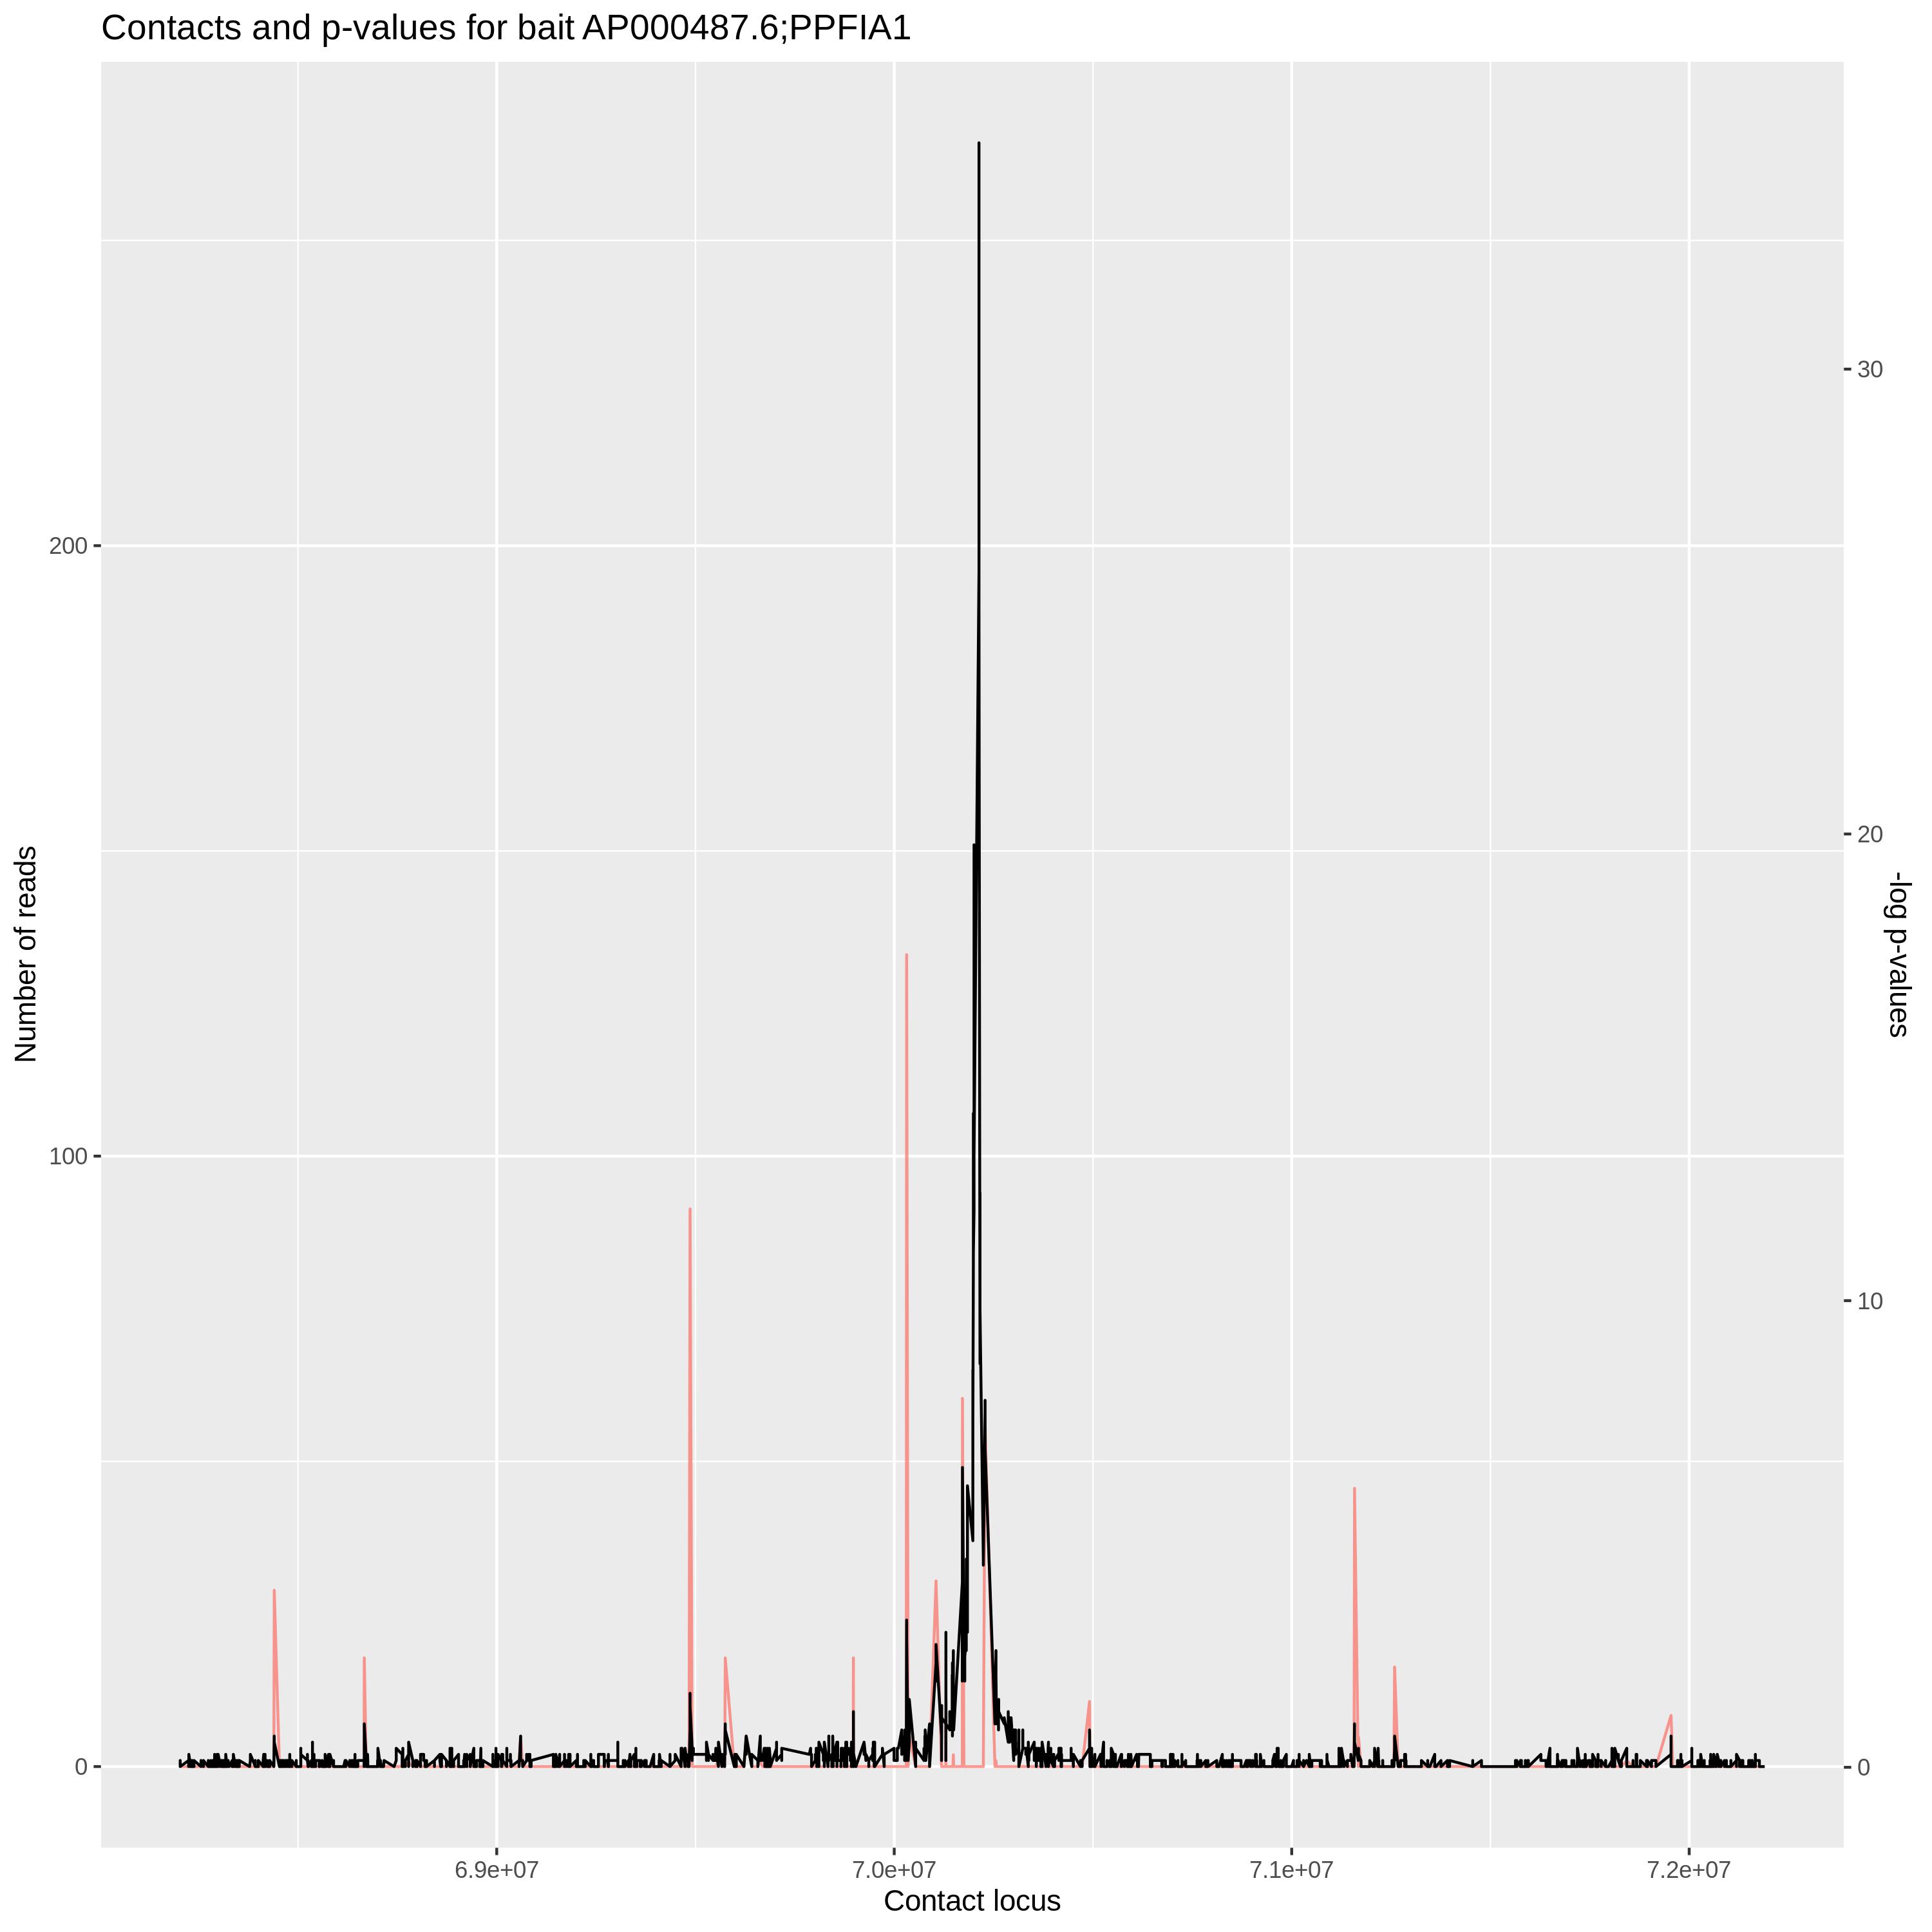 Contacts and p-values for bait AP000487.6;PPFIA1
200
100
0
Number of reads
30
20
10
0
-log p-values
6.9e+07
7.0e+07
7.1e+07
7.2e+07
Contact locus